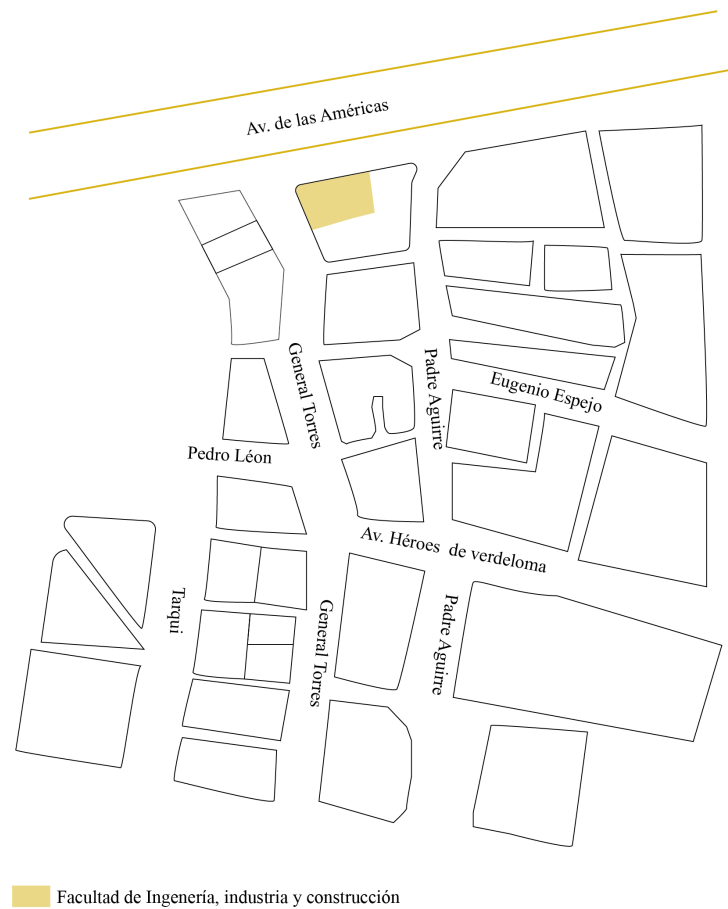 Av. de las Américas
General Torres
Padre Aguirre
Eugenio Espejo
Pedro Léon
Av. Héroes de verdeloma
Tarqui
General Torres
Padre Aguirre
Facultad de Ingenería, industria y construcción